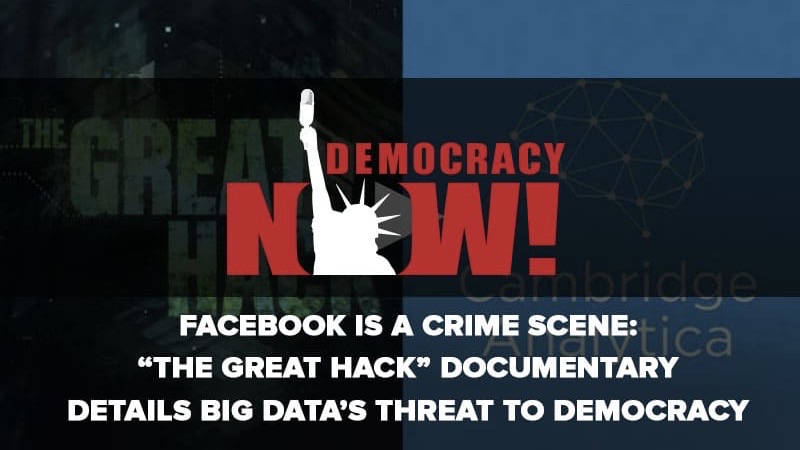 THE
GREAT
HACK
DEMOCRACY
NOW!
Cambridge
Analytica
FACEBOOK IS A CRIME SCENE:
“THE GREAT HACK” DOCUMENTARY
DETAILS BIG DATA’S THREAT TO DEMOCRACY